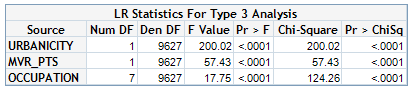 LR Statistics For Type 3 Analysis
Source Num DF Den DF F Value Pr > F Chi-Square Pr > ChiSq
URBANICITY 1 9627 200.02 <.0001 200.02 <.0001
MVR_PTS 1 9627 57.43 <.0001 57.43 <.0001
OCCUPATION 7 9627 17.75 <.0001 124.26 <.0001